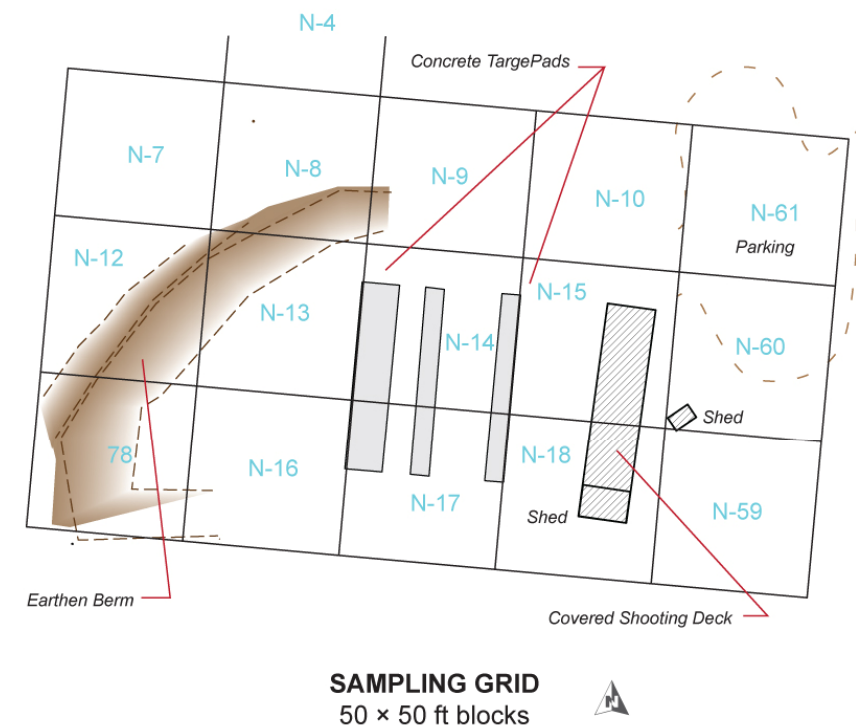 N-4
Concrete TargePads
N-7
N-8
N-9
N-10
N-61
Parking
N-12
N-13
N-14
N-15
N-60
Shed
78
N-16
N-17
N-18
N-59
Shed
Earthen Berm
Covered Shooting Deck
SAMPLING GRID
50 × 50 ft blocks
N